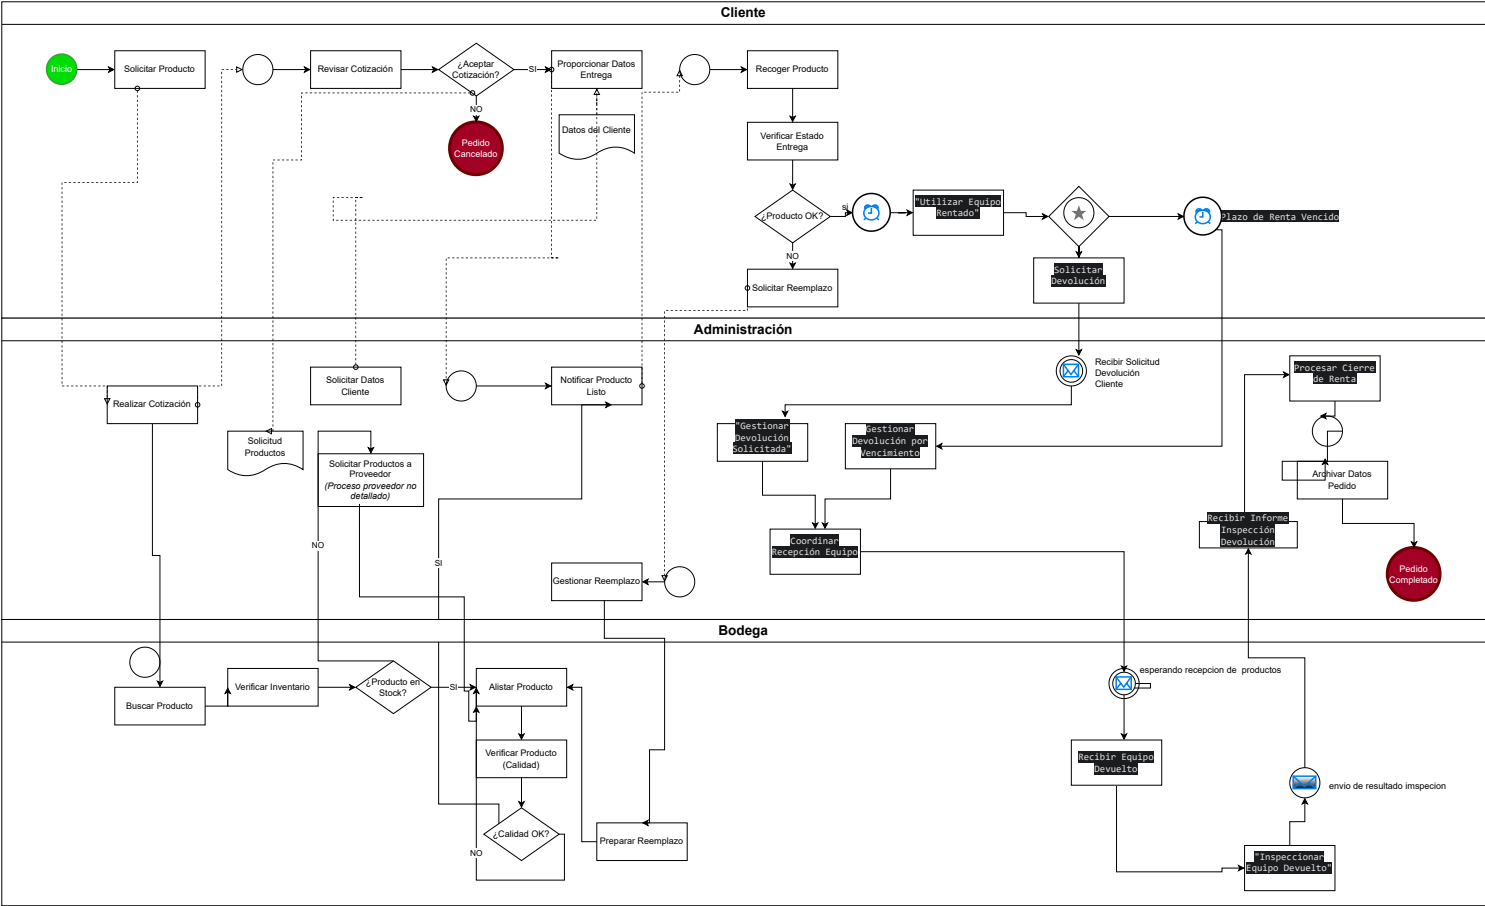 Cliente
Inicio
Solicitar Producto
Revisar Cotización
¿Aceptar
Cotización?
SI
NO
Pedido
Cancelado
Proporcionar Datos
Entrega
Datos del Cliente
Recoger Producto
Verificar Estado
Entrega
¿Producto OK?
si
NO
Solicitar Reemplazo
"Utilizar Equipo
Rentado"
Plazo de Renta Vencido
Solicitar
Devolución
Administración
Realizar Cotización
Solicitud
Productos
Solicitar Datos
Cliente
Solicitar Productos a
Proveedor
(Proceso proveedor no
detallado)
NO
SI
Notificar Producto
Listo
Gestionar Reemplazo
Recibir Solicitud
Devolución
Cliente
"Gestionar
Devolución
Solicitada"
Gestionar
Devolución por
Vencimiento
Coordinar
Recepción Equipo
Procesar Cierre
de Renta
Archivar Datos
Pedido
Recibir Informe
Inspección
Devolución
Pedido
Completado
Bodega
Buscar Producto
Verificar Inventario
¿Producto en
Stock?
SI
Alistar Producto
Verificar Producto
(Calidad)
¿Calidad OK?
NO
Preparar Reemplazo
esperando recepcion de  productos
Recibir Equipo
Devuelto
envio de resultado imspecion
"Inspeccionar
Equipo Devuelto"